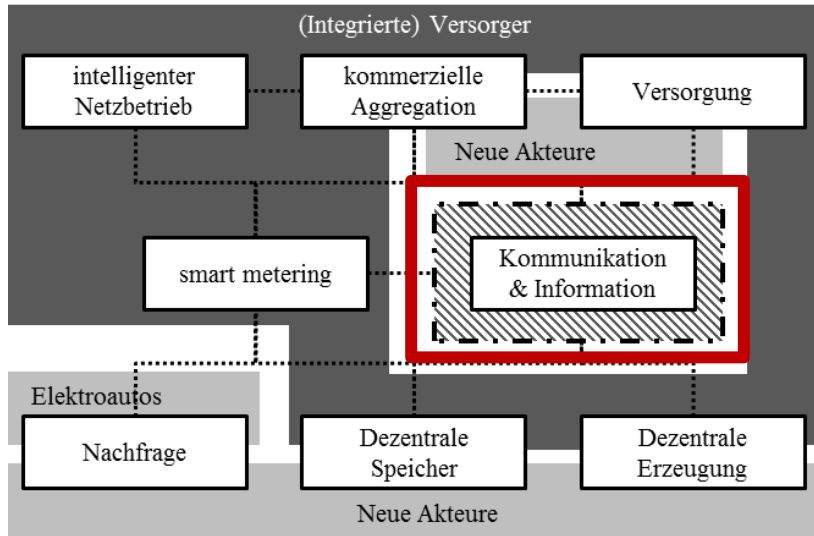 (Integrierte) Versorger
intelligenter
Netzbetrieb
kommerzielle
Aggregation
Versorgung
Neue Akteure
smart metering
Kommunikation
& Information
Elektroautos
Nachfrage
Dezentrale
Speicher
Dezentrale
Erzeugung
Neue Akteure